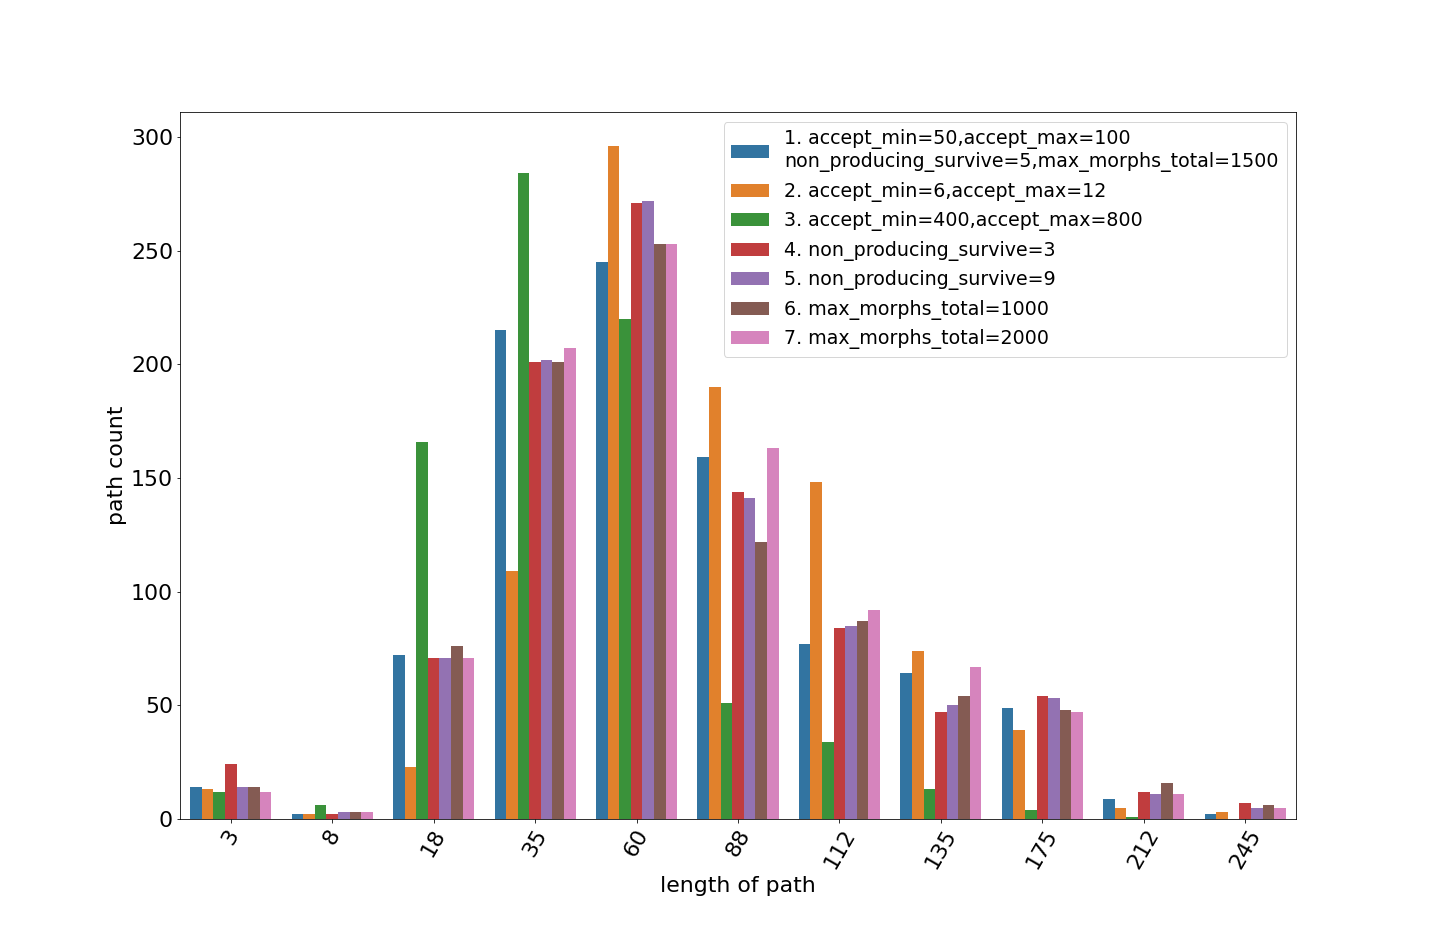 300
250
200
150
100
50
0
path count
1. accept_min=50,accept_max=100
non_producing_survive=5,max_morphs_total=1500
2. accept_min=6,accept_max=12
3. accept_min=400,accept_max=800
4. non_producing_survive=3
5. non_producing_survive=9
6. max_morphs_total=1000
7. max_morphs_total=2000
3 8 18 35 60 88 112 135 175 212 245
length of path